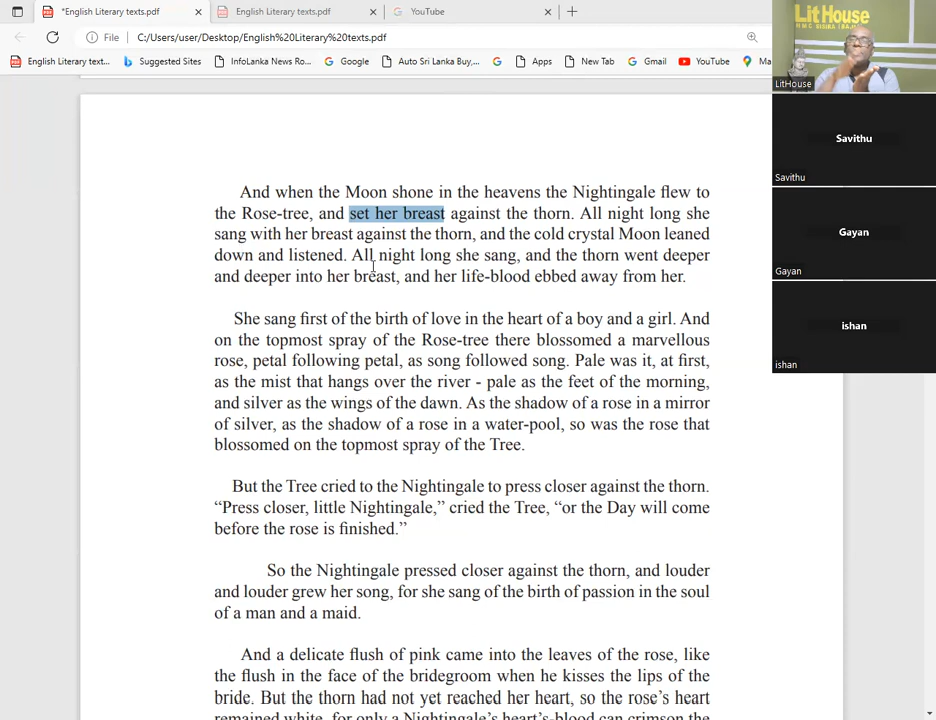 *English Literary texts.pdf
English Literary texts.pdf
YouTube
File
C:/Users/user/Desktop/English%20Literary%20texts.pdf
English Literary text...
Suggested Sites
InfoLanka News Ro...
Google
Auto Sri Lanka Buy,...
Apps
New Tab
Gmail
YouTube
Ma
And when the Moon shone in the heavens the Nightingale flew to
the Rose-tree, and set her breast against the thorn. All night long she
sang with her breast against the thorn, and the cold crystal Moon leaned
down and listened. All night long she sang, and the thorn went deeper
and deeper into her breast, and her life-blood ebbed away from her.
She sang first of the birth of love in the heart of a boy and a girl. And
on the topmost spray of the Rose-tree there blossomed a marvellous
rose, petal following petal, as song followed song. Pale was it, at first,
as the mist that hangs over the river - pale as the feet of the morning,
and silver as the wings of the dawn. As the shadow of a rose in a mirror
of silver, as the shadow of a rose in a water-pool, so was the rose that
blossomed on the topmost spray of the Tree.
But the Tree cried to the Nightingale to press closer against the thorn.
“Press closer, little Nightingale,” cried the Tree, “or the Day will come
before the rose is finished.”
So the Nightingale pressed closer against the thorn, and louder
and louder grew her song, for she sang of the birth of passion in the soul
of a man and a maid.
And a delicate flush of pink came into the leaves of the rose, like
the flush in the face of the bridegroom when he kisses the lips of the
bride. But the thorn had not yet reached her heart, so the rose’s heart
remained white, for only a Nightingale’s heart’s-blood can crimson the
LitHouse
LitHouse
Savithu
Savithu
Gayan
Gayan
ishan
ishan